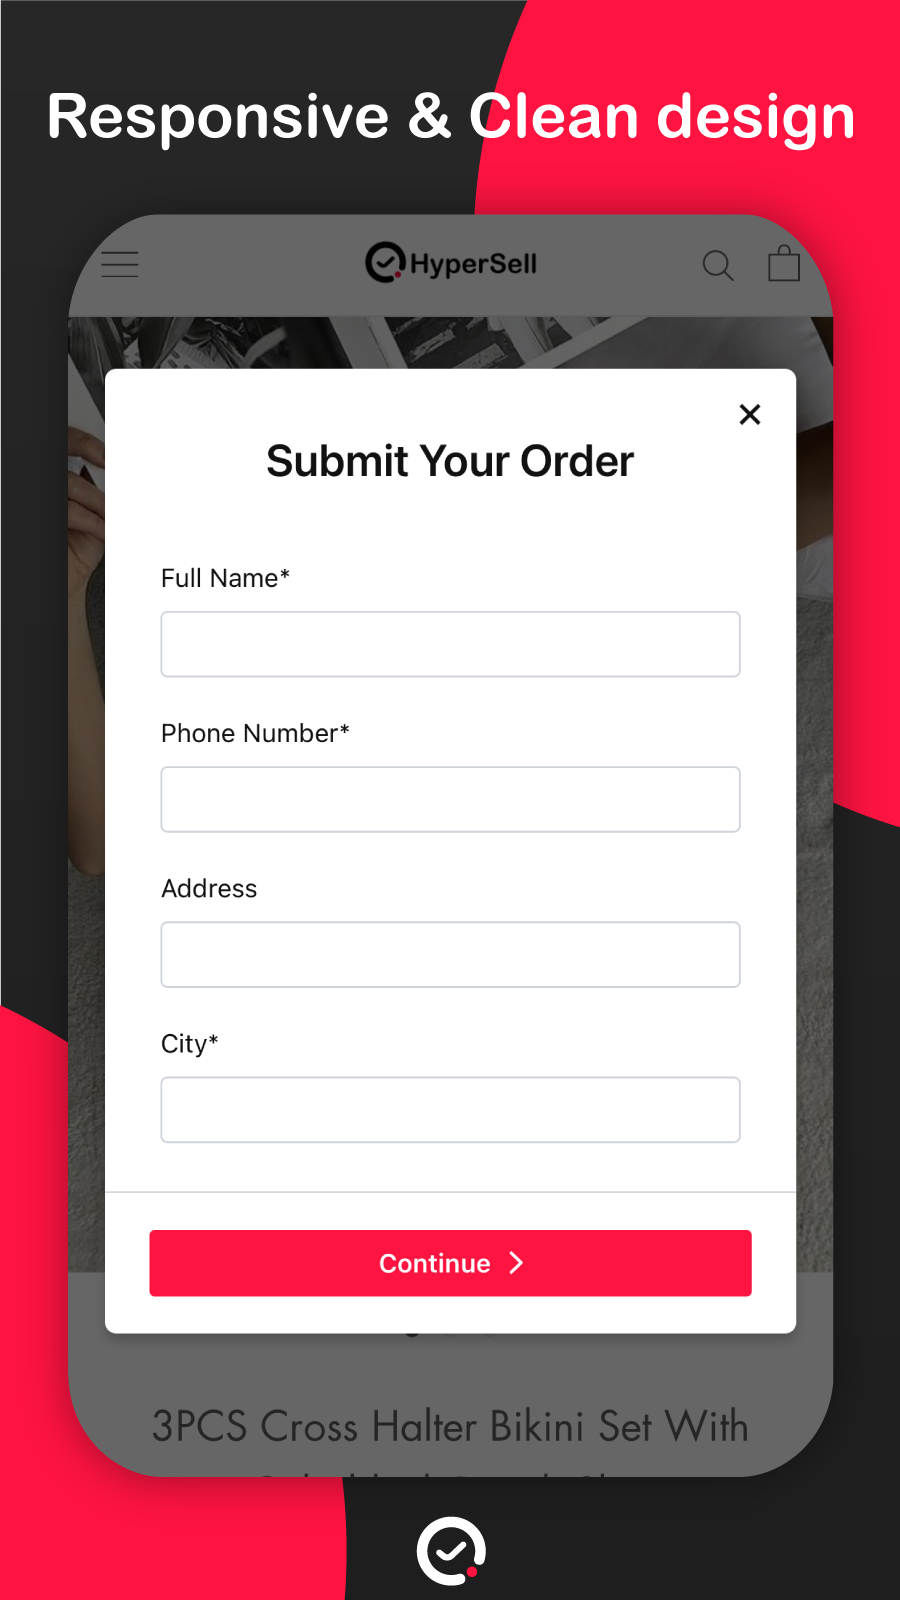 Responsive & Clean design
HyperSell
Submit Your Order
Full Name*
Phone Number*
Address
City*
Continue
3PCS Cross Halter Bikini Set With